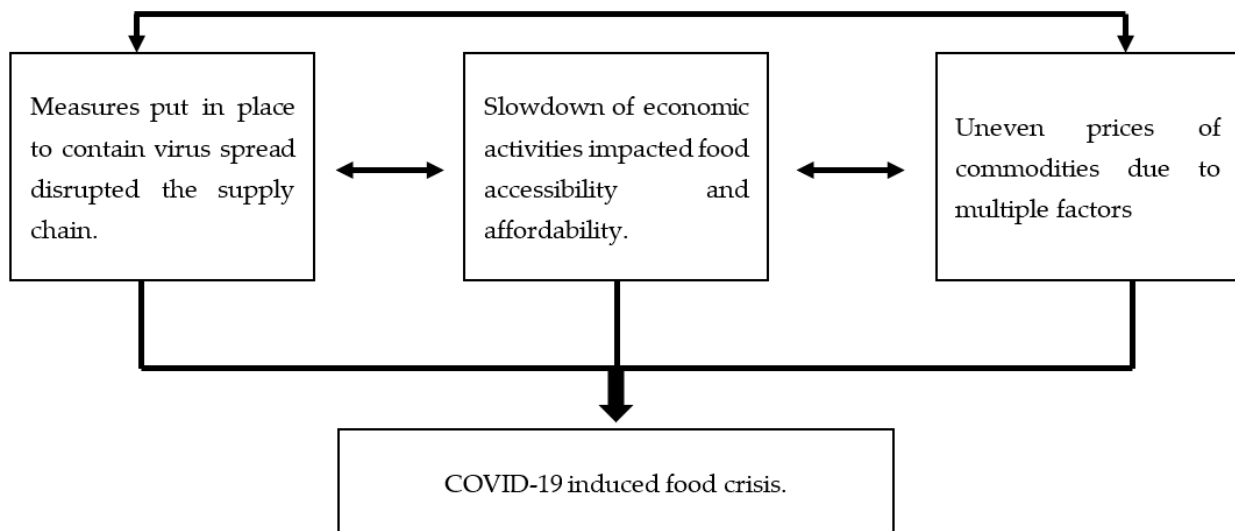 Measures put in place
to contain virus spread
disrupted the supply
chain.
Slowdown of economic
activities impacted food
accessibility and
affordability.
Uneven prices of
commodities due to
multiple factors
COVID-19 induced food crisis.